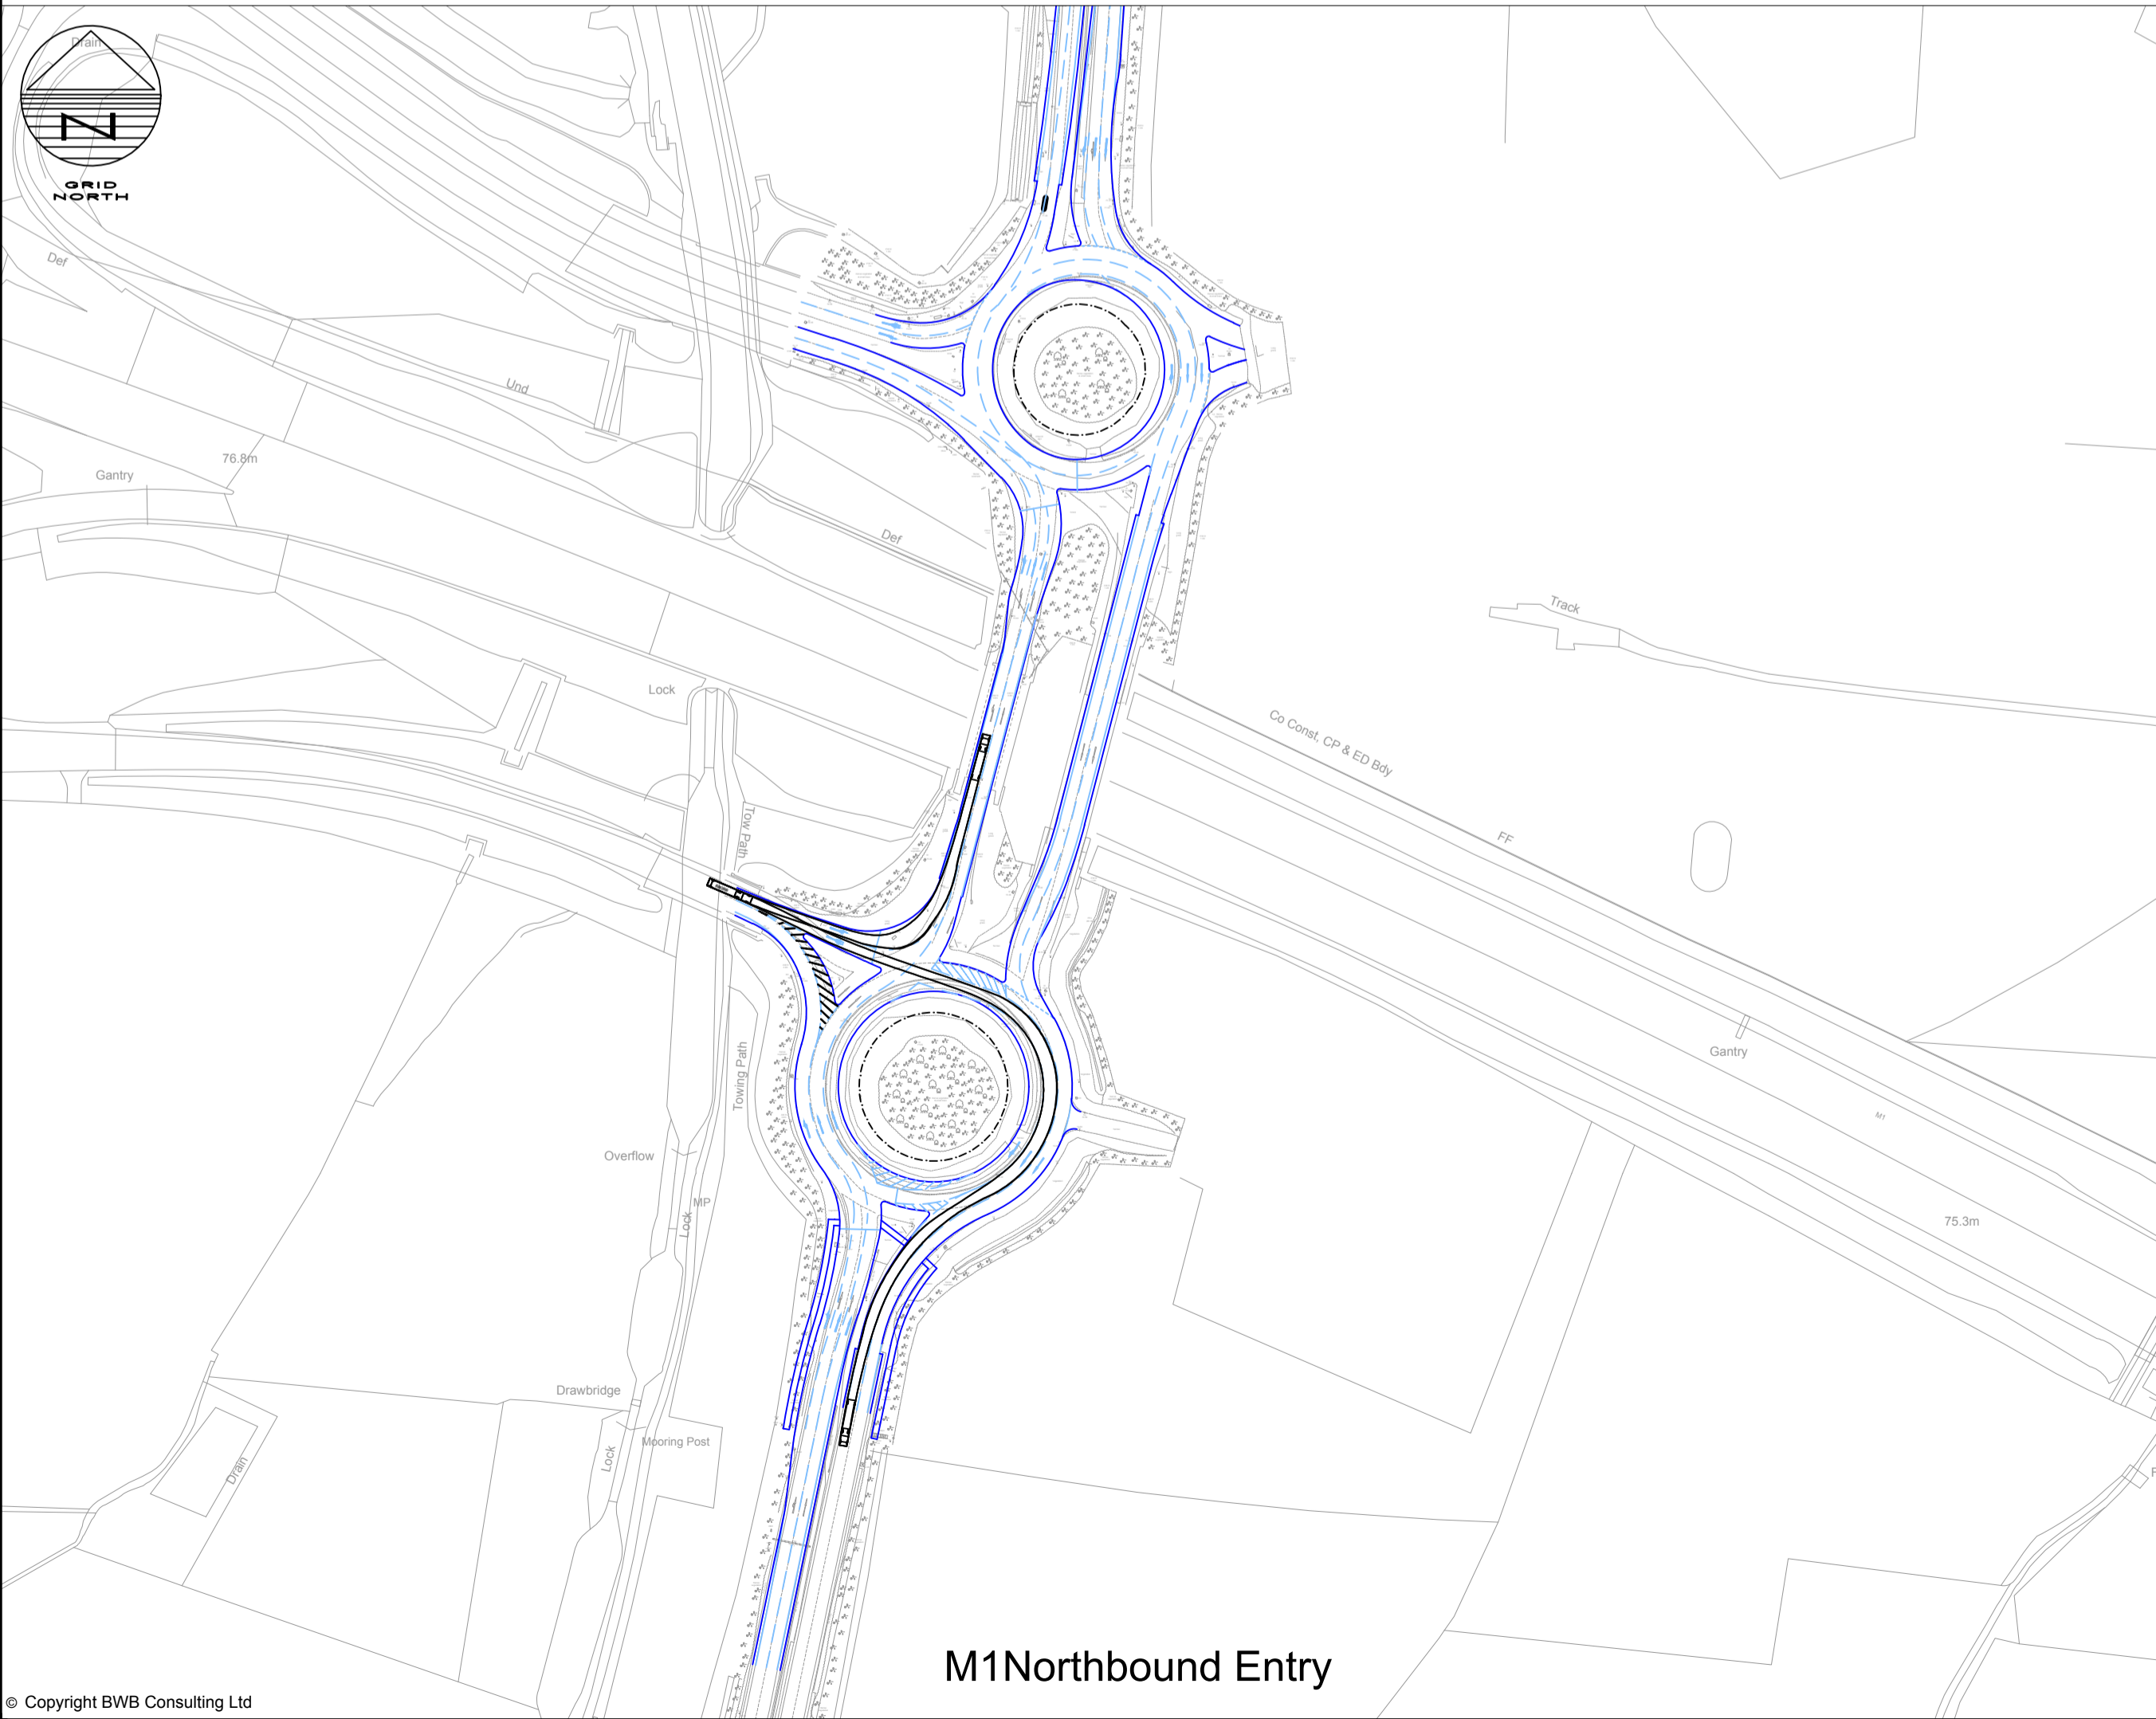 Drain
N
GRID
NORTH
Def
Und
76.8m
Gantry
Def
Track
Lock
Co Const, CP & ED Bdy
Tow Path
FF
Gantry
Towing Path
M1
Overflow
MP
Lock
75.3m
Drawbridge
Mooring Post
Lock
Drain
M1Northbound Entry
© Copyright BWB Consulting Ltd